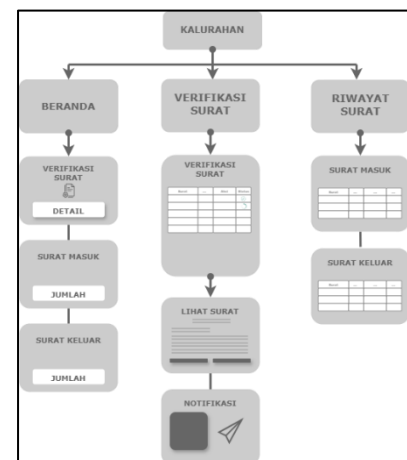 KALURAHAN
BERANDA
VERIFIKASI
SURAT
RIWAYAT
SURAT
VERIFIKASI
SURAT
DETAIL
SURAT MASUK
JUMLAH
SURAT KELUAR
JUMLAH
VERIFIKASI
SURAT
LIHAT SURAT
NOTIFIKASI
SURAT MASUK
SURAT KELUAR